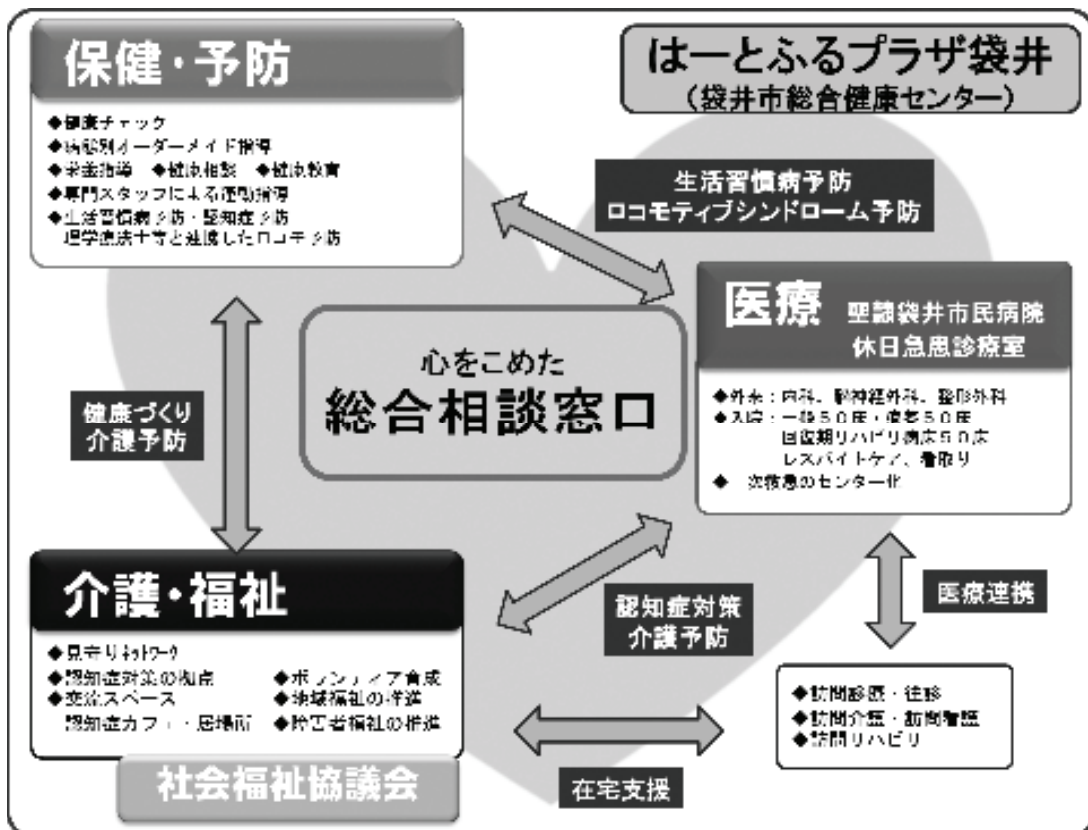 保健・予防
◆健康チェック
◆病態別オーダーメイド指導
◆栄養指導 ◆健康相談 ◆健康教育
◆専門スタッフによる運動指導
◆生活習慣病予防・認知症予防
理学療法士等と連携したロコモ予防
はーとふるプラザ袋井
(袋井市総合健康センター)
生活習慣病予防
ロコモティブシンドローム予防
医療 聖隷袋井市民病院
休日急患診療室
◆外来:内科、脳神経外科、整形外科
◆入院:一般50床・療養50床
回復期リハビリ病床50床
レスパイトケア、看取り
◆ 次救急のセンター化
心をこめた
総合相談窓口
健康づくり
介護予防
介護・福祉
◆見守りネットワーク
◆認知症対策の拠点 ◆ボランティア育成
◆交流スペース ◆地域福祉の推進
認知症カフェ・居場所 ◆障害者福祉の推進
社会福祉協議会
認知症対策
介護予防
医療連携
◆訪問診療・往診
◆訪問介護・訪問看護
◆訪問リハビリ
在宅支援